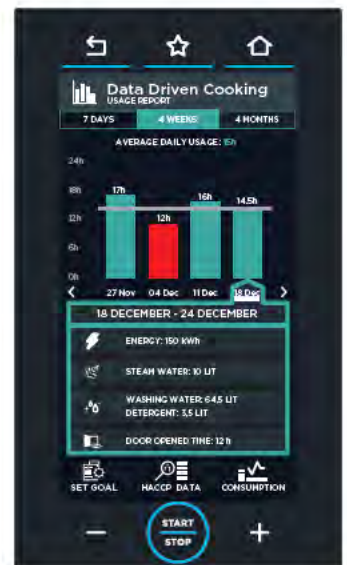 Data Driven Cooking
USAGE REPORT
7 DAYS 4 WEEKS 4 MONTHS
AVERAGE DAILY USAGE: 15h
24h
18h
12h
6h
0h
17h 12h 16h 14,5h
< 27 Nov 04 Dec 11 Dec 18 Dec >
18 DECEMBER - 24 DECEMBER
ENERGY: 150 kWh
STEAM WATER: 10 LIT
WASHING WATER: 64,5 LIT
DETERGENT: 3,5 LIT
DOOR OPENED TIME: 12 h
SET GOAL HACCP DATA CONSUMPTION
START
STOP